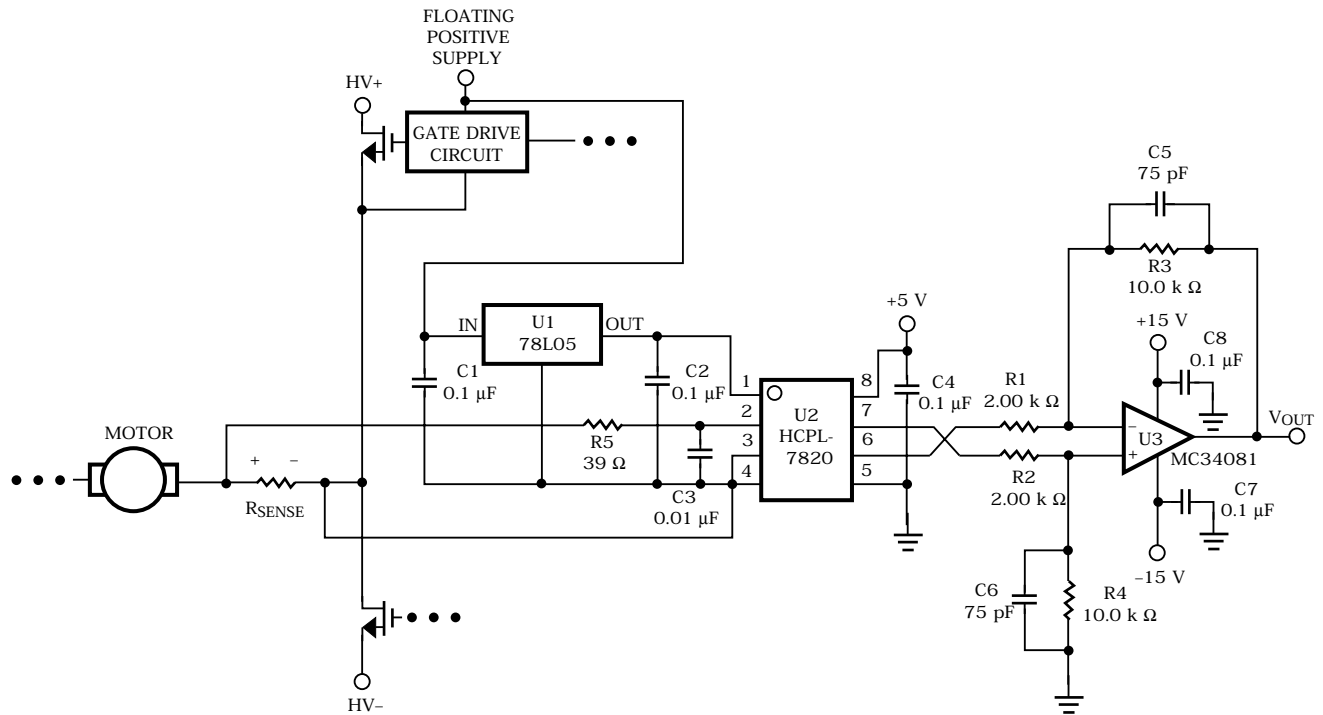 FLOATING
POSITIVE
SUPPLY
HV+
GATE DRIVE
CIRCUIT
C5
75 pF
R3
10.0 k Ω
+5 V
IN
U1
78L05
OUT
+15 V
C8
0.1 µF
C1
0.1 µF
C2
0.1 µF
C4
0.1 µF
R1
2.00 k Ω
1
2
3
4
U2
HCPL-
7820
8
7
6
5
MOTOR
+ –
RSENSE
R5
39 Ω
C3
0.01 µF
R2
2.00 k Ω
–
+
U3
MC34081
VOUT
C7
0.1 µF
–15 V
C6
75 pF
R4
10.0 k Ω
HV–